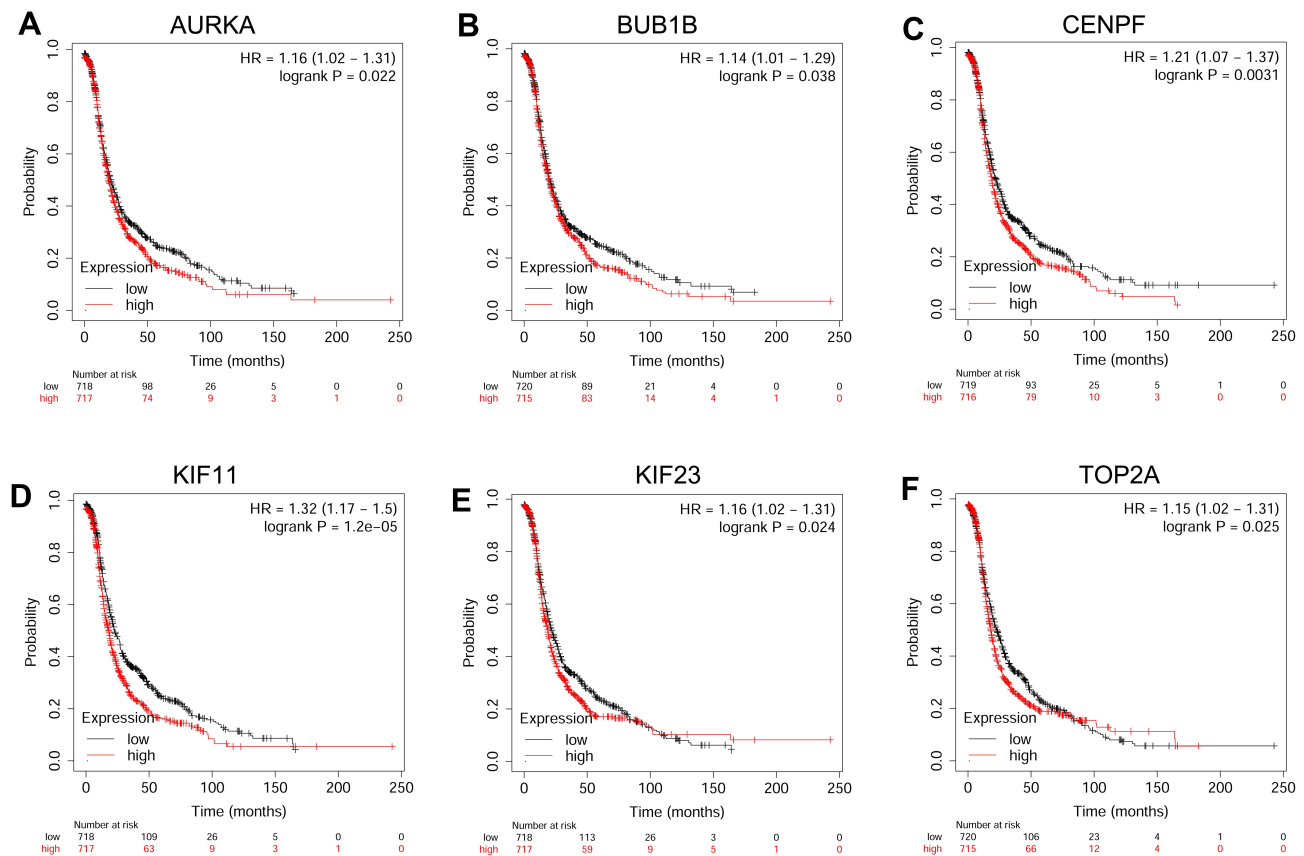 A
AURKA
HR = 1.16 (1.02 − 1.31)
logrank P = 0.022
Probability
1.0
0.8
0.6
0.4
0.2
0.0
Expression
low
high
0 50 100 150 200 250
Time (months)
Number at risk
low 718 98 26 5 0 0
high 717 74 9 3 1 0
B
BUB1B
HR = 1.14 (1.01 − 1.29)
logrank P = 0.038
Probability
1.0
0.8
0.6
0.4
0.2
0.0
Expression
low
high
0 50 100 150 200 250
Time (months)
Number at risk
low 720 89 21 4 0 0
high 715 83 14 4 1 0
C
CENPF
HR = 1.21 (1.07 − 1.37)
logrank P = 0.0031
Probability
1.0
0.8
0.6
0.4
0.2
0.0
Expression
low
high
0 50 100 150 200 250
Time (months)
Number at risk
low 719 93 25 5 1 0
high 716 79 10 3 0 0
D
KIF11
HR = 1.32 (1.17 − 1.5)
logrank P = 1.2e−05
Probability
1.0
0.8
0.6
0.4
0.2
0.0
Expression
low
high
0 50 100 150 200 250
Time (months)
Number at risk
low 718 109 26 5 0 0
high 717 63 9 3 1 0
E
KIF23
HR = 1.16 (1.02 − 1.31)
logrank P = 0.024
Probability
1.0
0.8
0.6
0.4
0.2
0.0
Expression
low
high
0 50 100 150 200 250
Time (months)
Number at risk
low 718 113 26 3 0 0
high 717 59 9 5 1 0
F
TOP2A
HR = 1.15 (1.02 − 1.31)
logrank P = 0.025
Probability
1.0
0.8
0.6
0.4
0.2
0.0
Expression
low
high
0 50 100 150 200 250
Time (months)
Number at risk
low 720 106 23 4 1 0
high 715 66 12 4 0 0